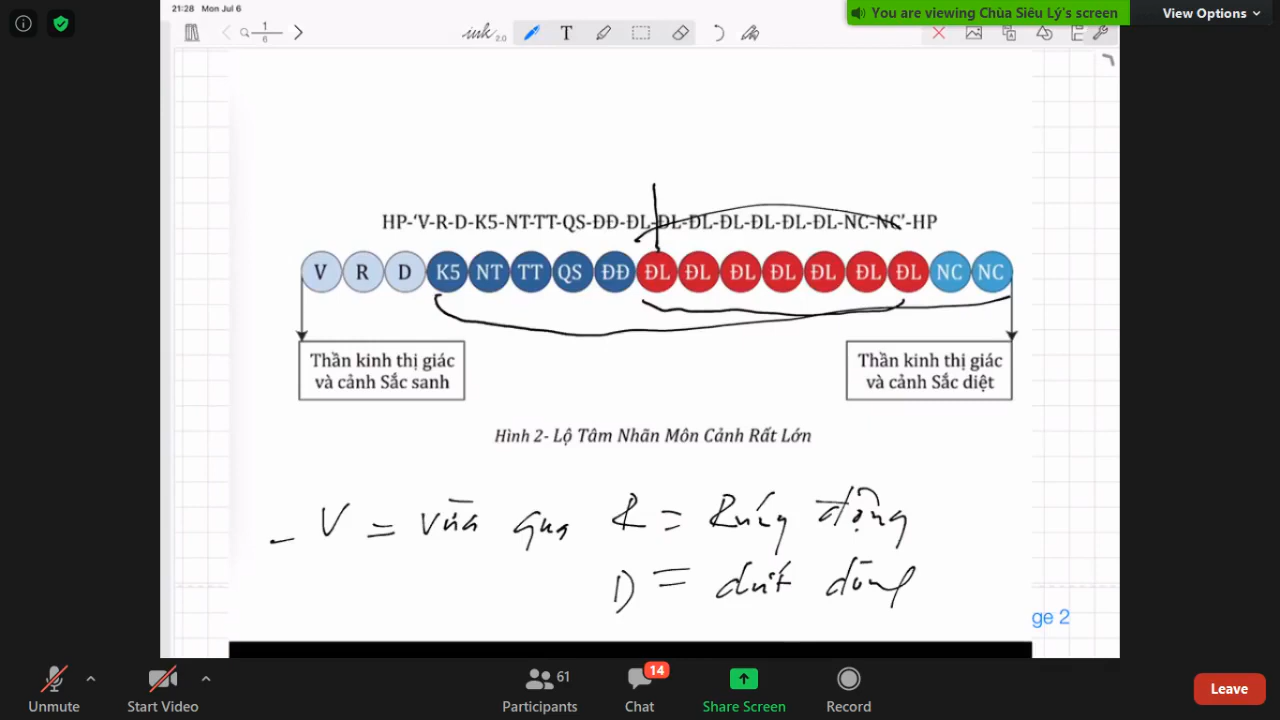 21:28 Mon Jul 6
You are viewing Chùa Siêu Lý's screen
View Options
1
6
ink 2.0
T
HP-‘V-R-D-K5-NT-TT-QS-ĐĐ-ĐL-ĐL-ĐL-ĐL-ĐL-ĐL-ĐL-NC-NC’-HP
V R D K5 NT TT QS ĐĐ ĐL ĐL ĐL ĐL ĐL ĐL ĐL NC NC
Thần kinh thị giác
và cảnh Sắc sanh
Thần kinh thị giác
và cảnh Sắc diệt
Hình 2- Lộ Tâm Nhãn Môn Cảnh Rất Lớn
- V = vừa qua R = Rúng động
D = dứt dòng
ge 2
Unmute
Start Video
61
Participants
14
Chat
Share Screen
Record
Leave